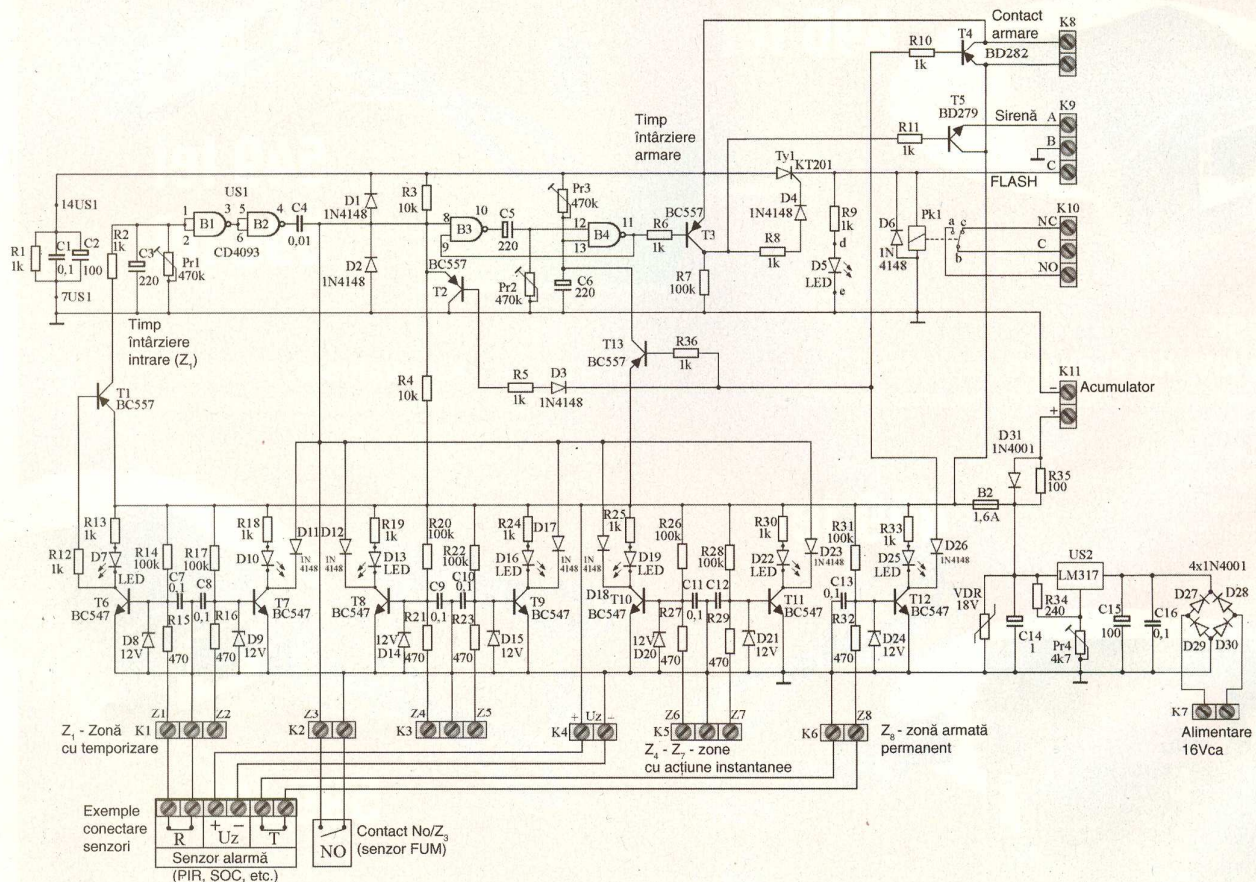 Contact
armare
K8
T4
BD282
R10
1k
T5
BD279
Sirenă
K9
A
B
C
R11
1k
FLASH
Timp
întârziere
armare
Ty1
KT201
D4
1N4148
R8
1k
R9
1k
d
D5
LED
e
D6
1N
4148
Pk1
a
c
b
K10
NC
C
NO
14US1
R1
1k
C1
0,1
C2
100
7US1
R2
1k
C3
220
Pr1
470k
US1
1
2
B1
3
5
6
B2
4
CD4093
C4
0,01
D1
1N4148
D2
1N4148
R3
10k
8
9
B3
10
C5
220
Pr3
470k
12
13
B4
11
R6
1k
BC557
T3
R7
100k
BC557
T2
Pr2
470k
C6
220
Timp
întârziere
intrare (Z1)
T1
BC557
R4
10k
R5
1k
D3
1N4148
T13
BC557
R36
1k
K11
−
+
Acumulator
D31
1N4001
R35
100
B2
1,6A
R12
1k
R13
1k
D7
LED
R14
100k
C7
0,1
C8
0,1
R17
100k
R18
1k
D10
D11
1N
4148
D12
1N
4148
R19
1k
D13
LED
R20
100k
R22
100k
C9
0,1
C10
0,1
R24
1k
D16
LED
D17
1N
4148
R25
1k
D19
LED
D18
R26
100k
R28
100k
C11
0,1
C12
R30
1k
D22
LED
D23
1N
4148
R31
100k
C13
0,1
R33
1k
D25
LED
D26
1N4148
T6
BC547
D8
12V
R15
470
R16
470
D9
12V
T7
BC547
T8
BC547
12V
D14
R21
470
R23
470
D15
12V
T9
BC547
T10
BC547
12V
D20
R27
470
R29
470
D21
12V
T11
BC547
R32
470
D24
12V
T12
BC547
VDR
18V
US2
LM317
R34
240
C14
1
Pr4
4k7
C15
100
C16
0,1
4x1N4001
D27
D28
D29
D30
Z1 - Zonă
cu temporizare
K1
Z1
Z2
K2
Z3
K3
Z4
Z5
K4
+
Uz
−
K5
Z6
Z7
Z4 - Z7 - zone
cu acțiune instantanee
K6
Z8
Z8 - zonă armată
permanent
K7
Alimentare
16Vca
Exemple
conectare
senzori
R
+ −
Uz
T
Senzor alarmă
(PIR, SOC, etc.)
NO
Contact No/Z3
(senzor FUM)